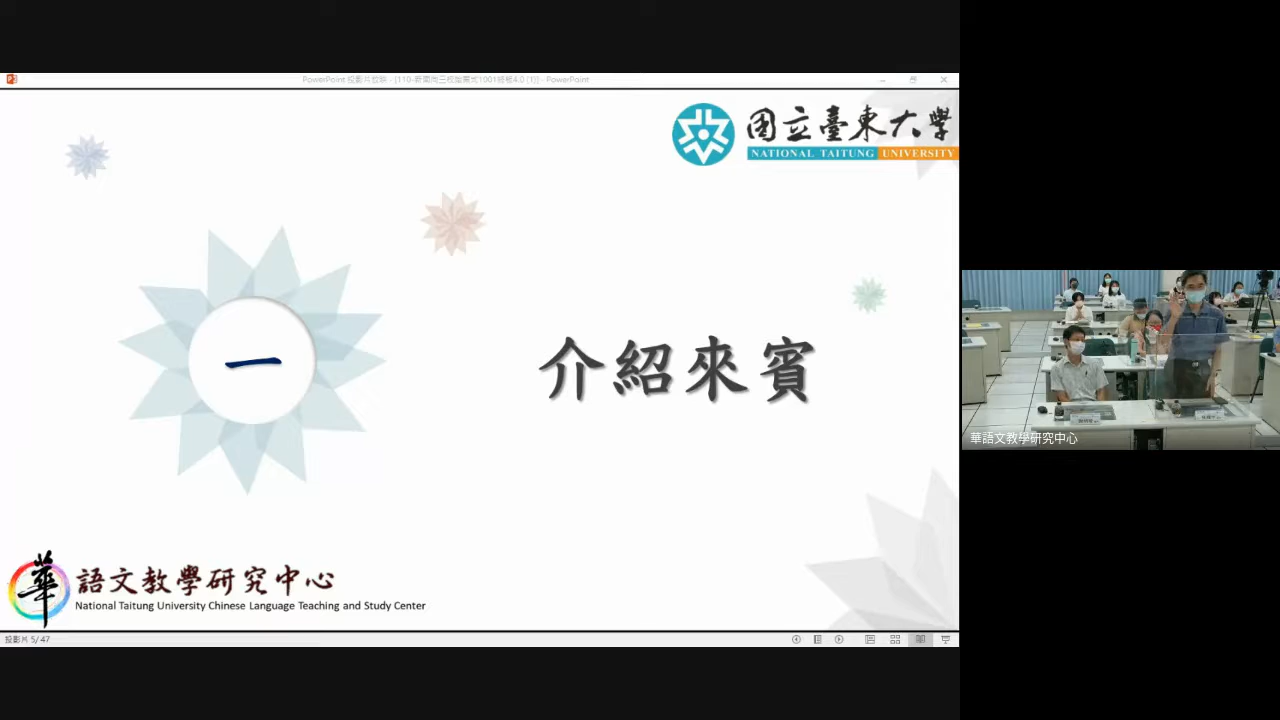 國立臺東大學
NATIONAL TAITUNG UNIVERSITY
一
介紹來賓
華語文教學研究中心
National Taitung University Chinese Language Teaching and Study Center
投影片 5/47
華語文教學研究中心